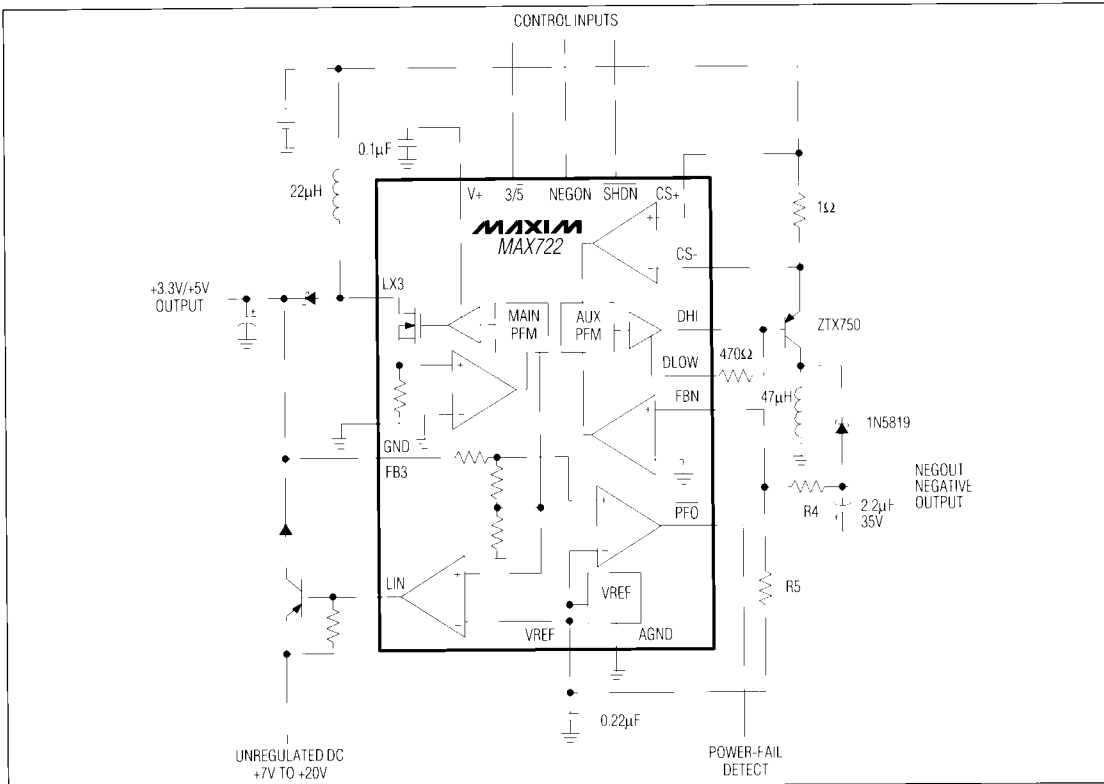 CONTROL INPUTS
0.1µF
22µH
V+
3/5̅
NEGON
S̅H̅D̅N̅
CS+
1Ω
MAXIM
MAX722
CS-
+3.3V/+5V
OUTPUT
LX3
MAIN
PFM
AUX
PFM
DHI
ZTX750
DLOW
470Ω
FBN
47µH
1N5819
GND
FB3
NEGOUT
NEGATIVE
OUTPUT
R4
2.2µF
35V
P̅F̅O̅
LIN
VREF
R5
VREF
AGND
0.22µF
UNREGULATED DC
+7V TO +20V
POWER-FAIL
DETECT